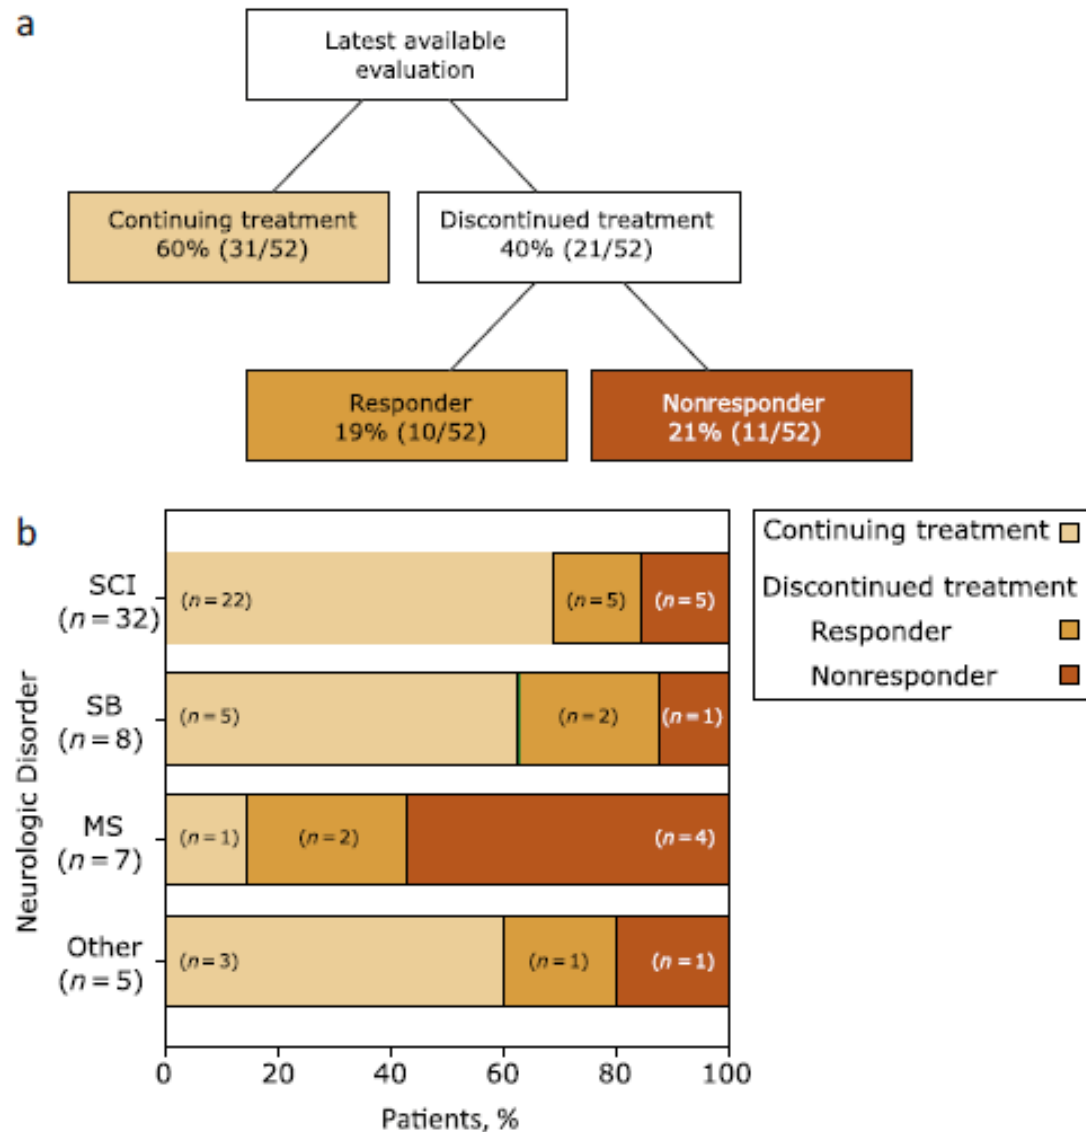 a
Latest available
evaluation
Continuing treatment
60% (31/52)
Discontinued treatment
40% (21/52)
Responder
19% (10/52)
Nonresponder
21% (11/52)
b
Neurologic Disorder
SCI
(n = 32)
(n = 22)
(n = 5)
(n = 5)
SB
(n = 8)
(n = 5)
(n = 2)
(n = 1)
MS
(n = 7)
(n = 1)
(n = 2)
(n = 4)
Other
(n = 5)
(n = 3)
(n = 1)
(n = 1)
0 20 40 60 80 100
Patients, %
Continuing treatment
Discontinued treatment
Responder
Nonresponder